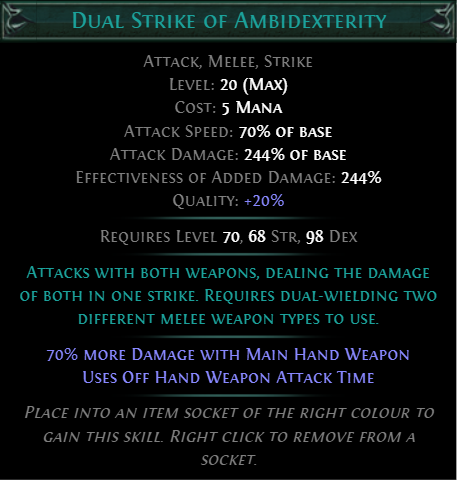 Dual Strike of Ambidexterity
Attack, Melee, Strike
Level: 20 (Max)
Cost: 5 Mana
Attack Speed: 70% of base
Attack Damage: 244% of base
Effectiveness of Added Damage: 244%
Quality: +20%
Requires Level 70, 68 Str, 98 Dex
Attacks with both weapons, dealing the damage
of both in one strike. Requires dual-wielding two
different melee weapon types to use.
70% more Damage with Main Hand Weapon
Uses Off Hand Weapon Attack Time
Place into an item socket of the right colour to
gain this skill. Right click to remove from a
socket.